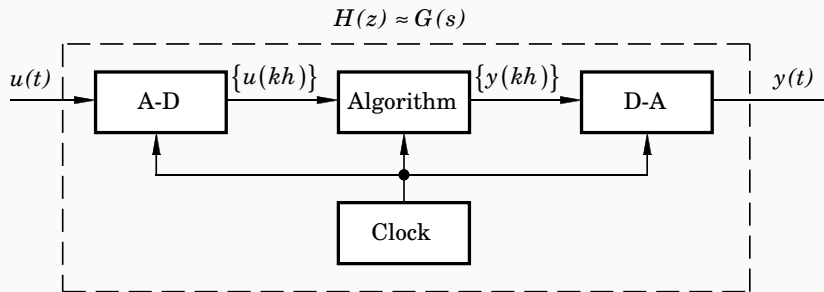 H(z) ≈ G(s)
u(t) {u(kh)} {y(kh)} y(t)
A-D Algorithm D-A
Clock